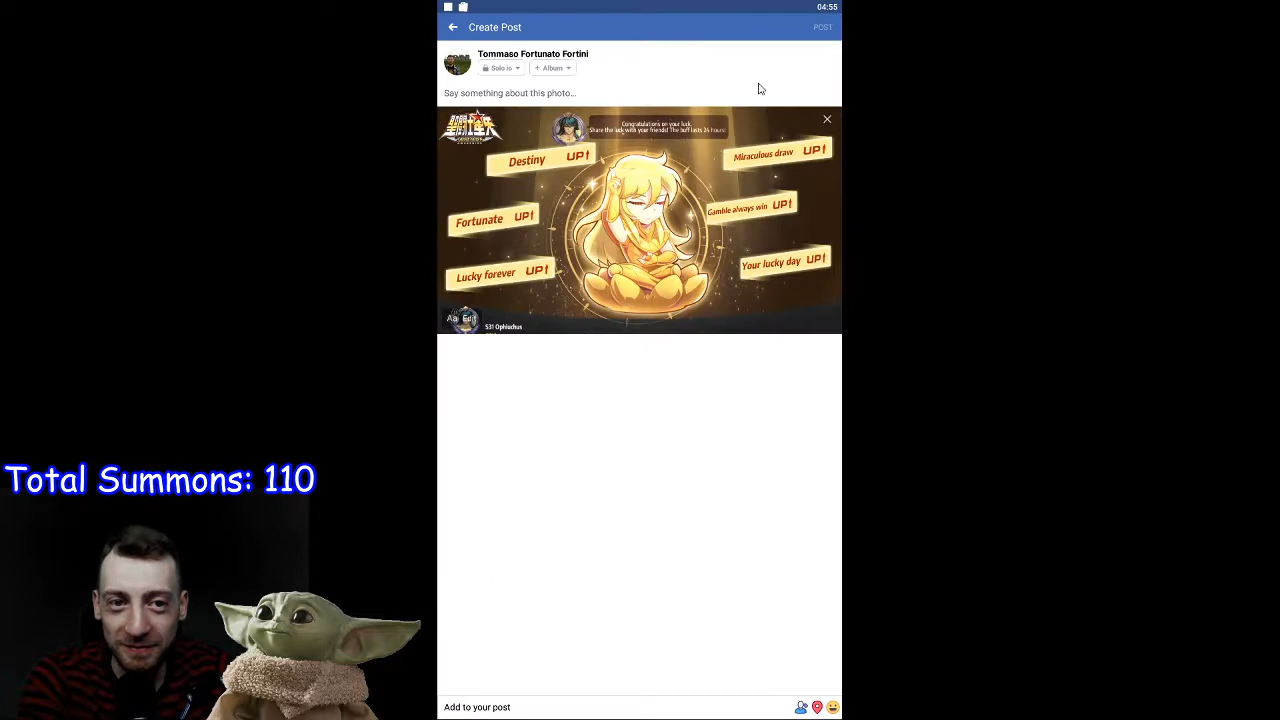 04:55
Create Post
POST
Tommaso Fortunato Fortini
Solo io
+ Album
Say something about this photo...
Congratulations on your luck.
Share the luck with your friends! The buff lasts 24 hours!
Destiny UP!
Miraculous draw UP!
Fortunate UP!
Gamble always win UP!
Lucky forever UP!
Your lucky day UP!
Aa Edit
S31 Ophiuchus
Total Summons: 110
Add to your post